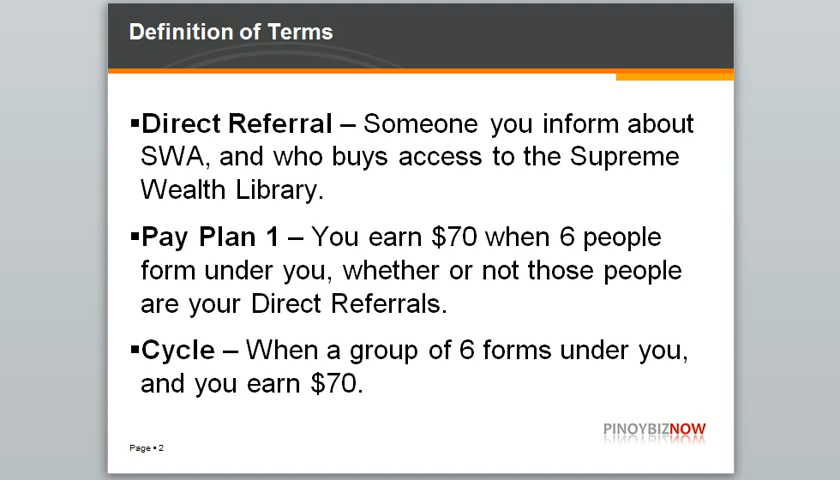 Definition of Terms
▪Direct Referral – Someone you inform about
SWA, and who buys access to the Supreme
Wealth Library.
▪Pay Plan 1 – You earn $70 when 6 people
form under you, whether or not those people
are your Direct Referrals.
▪Cycle – When a group of 6 forms under you,
and you earn $70.
PINOYBIZNOW
Page ▪ 2